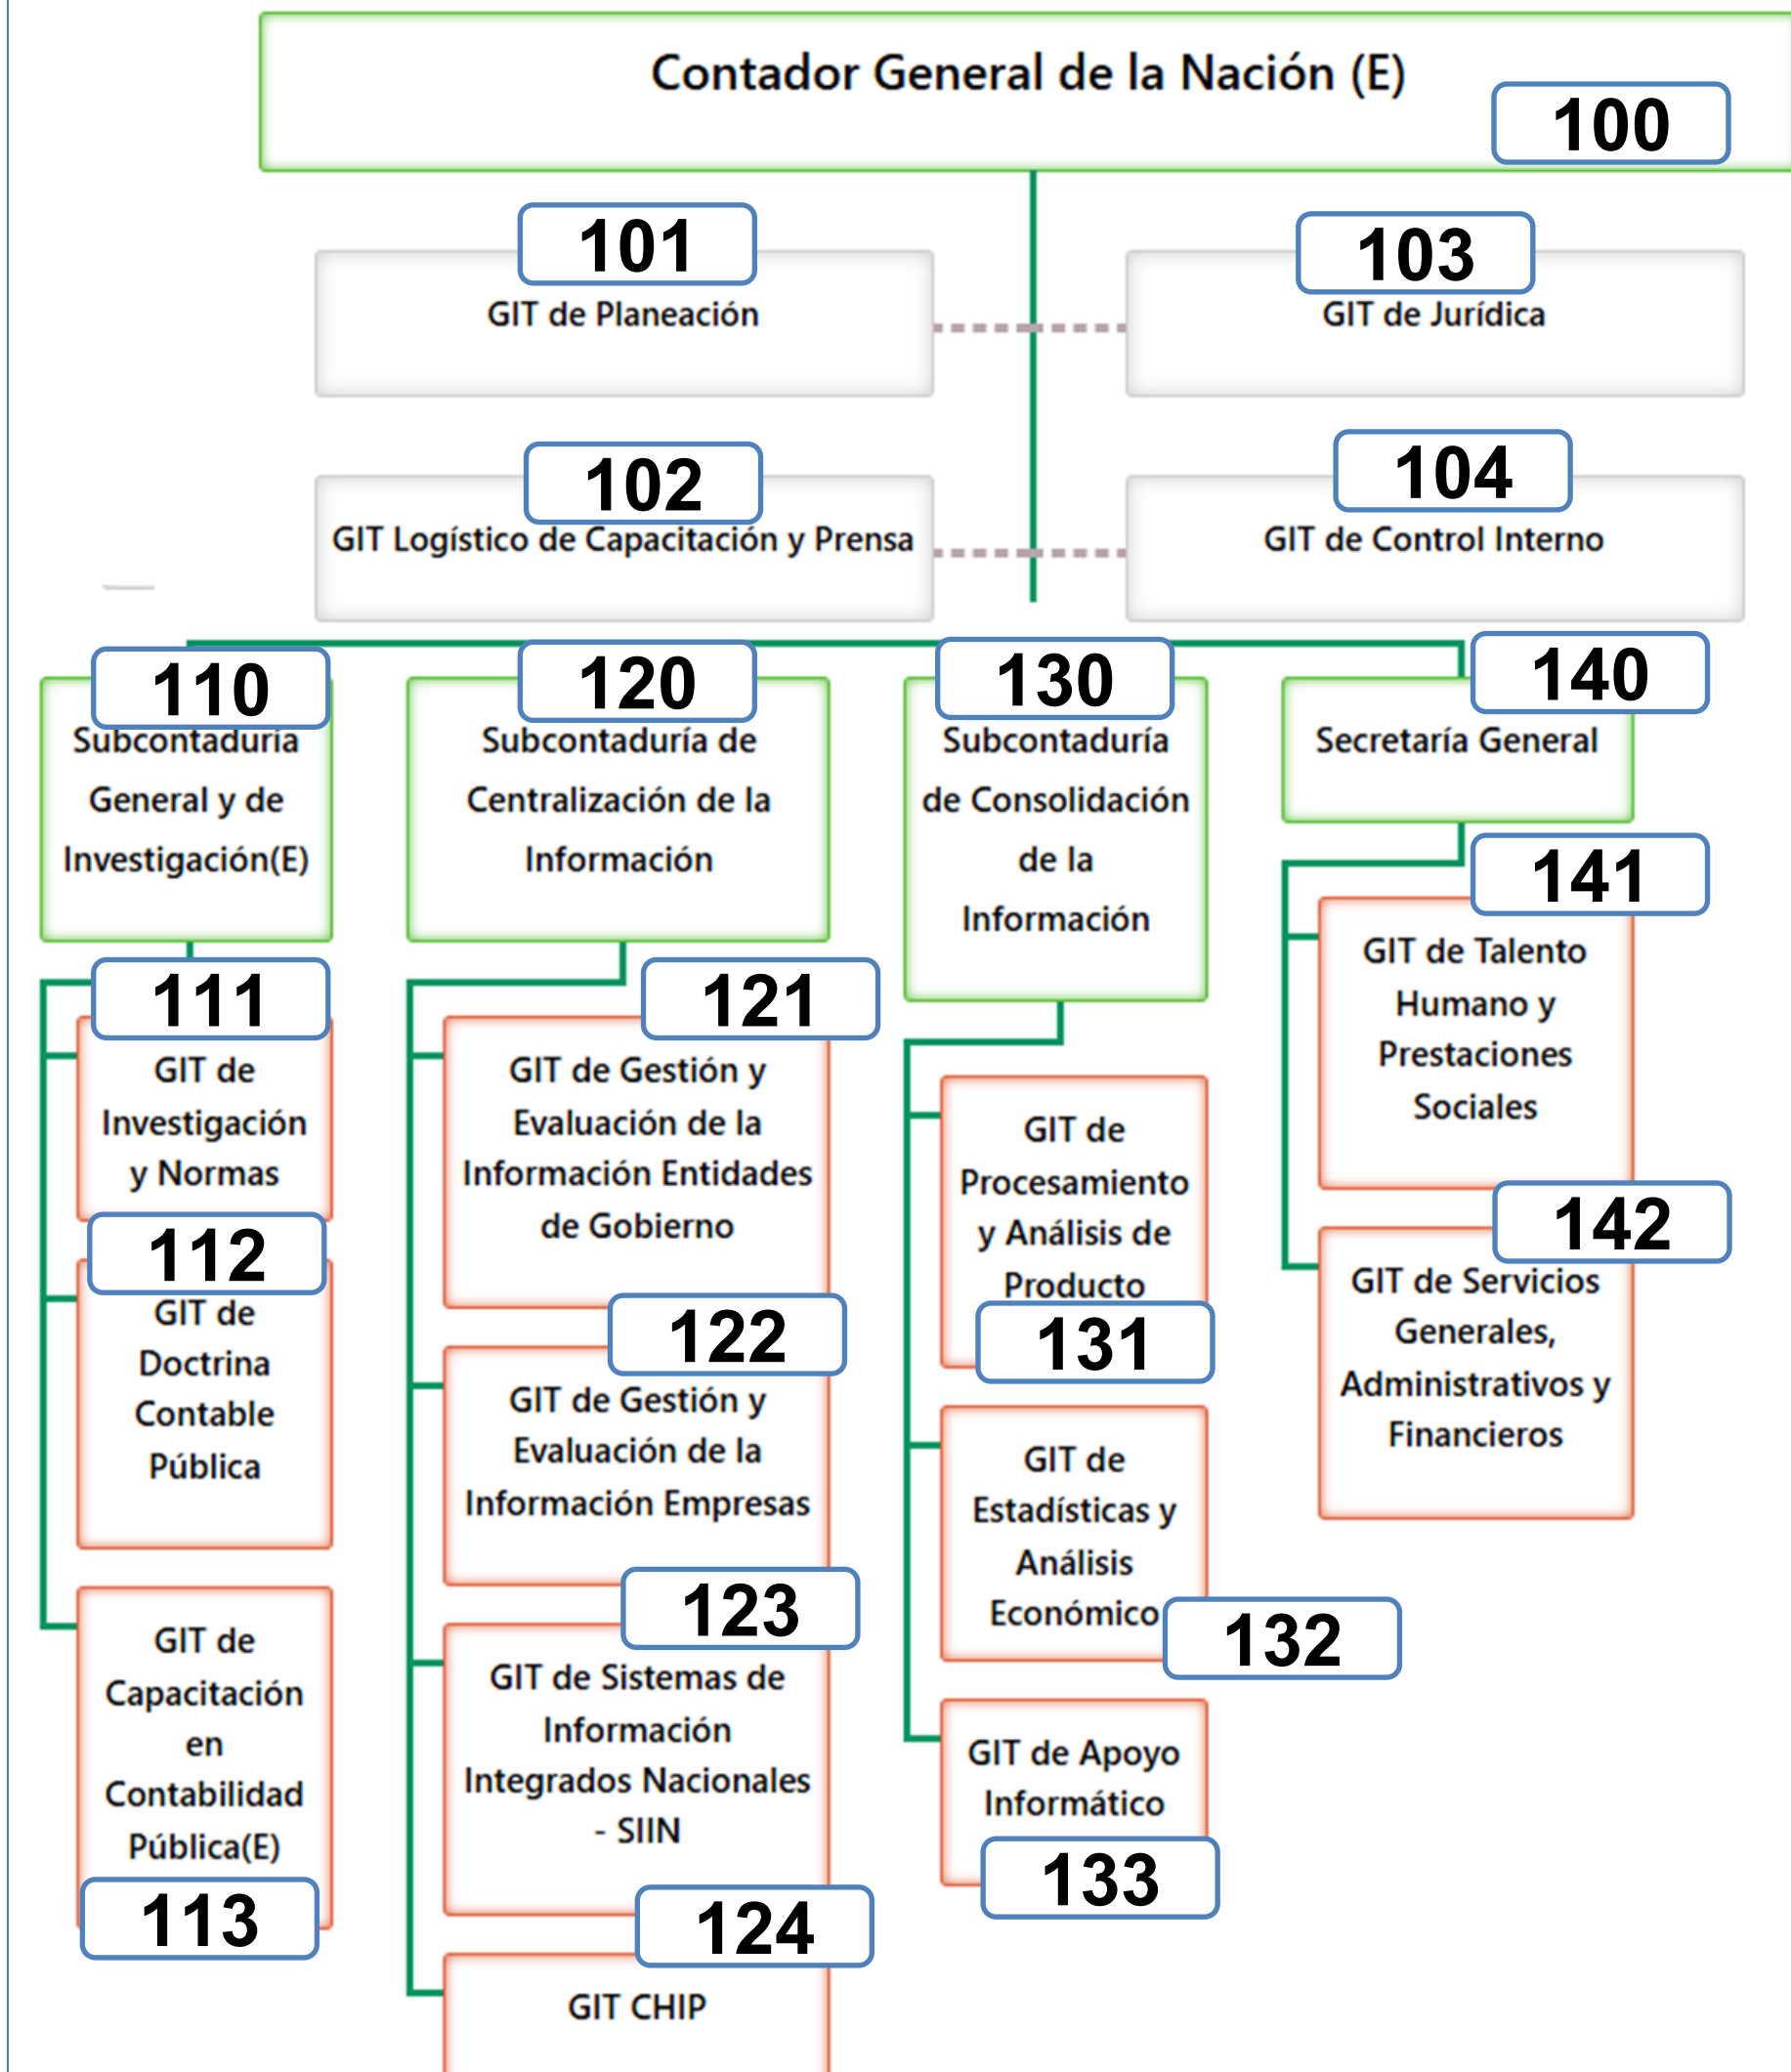 Contador General de la Nación (E)
100
101
GIT de Planeación
103
GIT de Jurídica
102
GIT Logístico de Capacitación y Prensa
104
GIT de Control Interno
110
Subcontaduría
General y de
Investigación(E)
111
GIT de
Investigación
y Normas
112
GIT de
Doctrina
Contable
Pública
GIT de
Capacitación
en
Contabilidad
Pública(E)
113
120
Subcontaduría de
Centralización de la
Información
121
GIT de Gestión y
Evaluación de la
Información Entidades
de Gobierno
122
GIT de Gestión y
Evaluación de la
Información Empresas
123
GIT de Sistemas de
Información
Integrados Nacionales
- SIIN
124
GIT CHIP
130
Subcontaduría
de Consolidación
de la
Información
GIT de
Procesamiento
y Análisis de
Producto
131
GIT de
Estadísticas y
Análisis
Económico
132
GIT de Apoyo
Informático
133
140
Secretaría General
141
GIT de Talento
Humano y
Prestaciones
Sociales
142
GIT de Servicios
Generales,
Administrativos y
Financieros